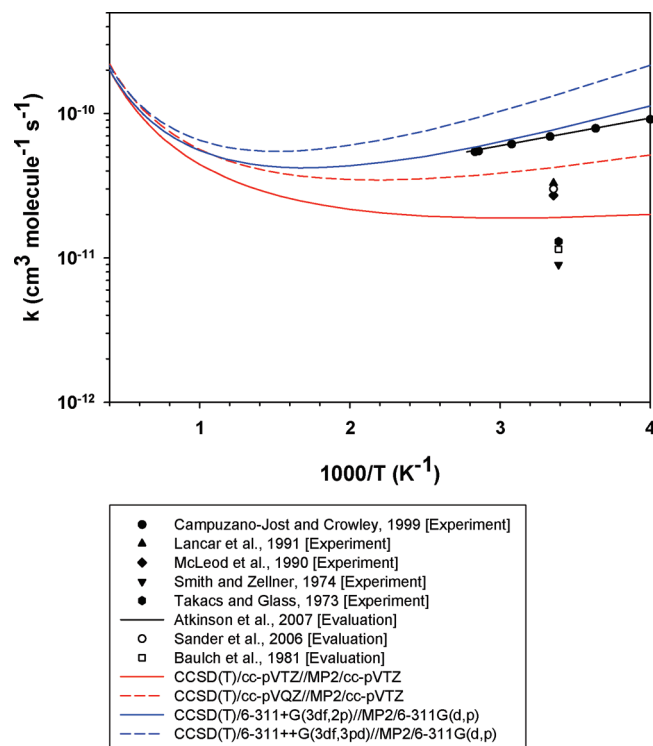 k (cm³ molecule⁻¹ s⁻¹)
10⁻¹⁰
10⁻¹¹
10⁻¹²
1 2 3 4
1000/T (K⁻¹)
Campuzano-Jost and Crowley, 1999 [Experiment]
Lancar et al., 1991 [Experiment]
McLeod et al., 1990 [Experiment]
Smith and Zellner, 1974 [Experiment]
Takacs and Glass, 1973 [Experiment]
Atkinson et al., 2007 [Evaluation]
Sander et al., 2006 [Evaluation]
Baulch et al., 1981 [Evaluation]
CCSD(T)/cc-pVTZ//MP2/cc-pVTZ
CCSD(T)/cc-pVQZ//MP2/cc-pVTZ
CCSD(T)/6-311+G(3df,2p)//MP2/6-311G(d,p)
CCSD(T)/6-311++G(3df,3pd)//MP2/6-311G(d,p)